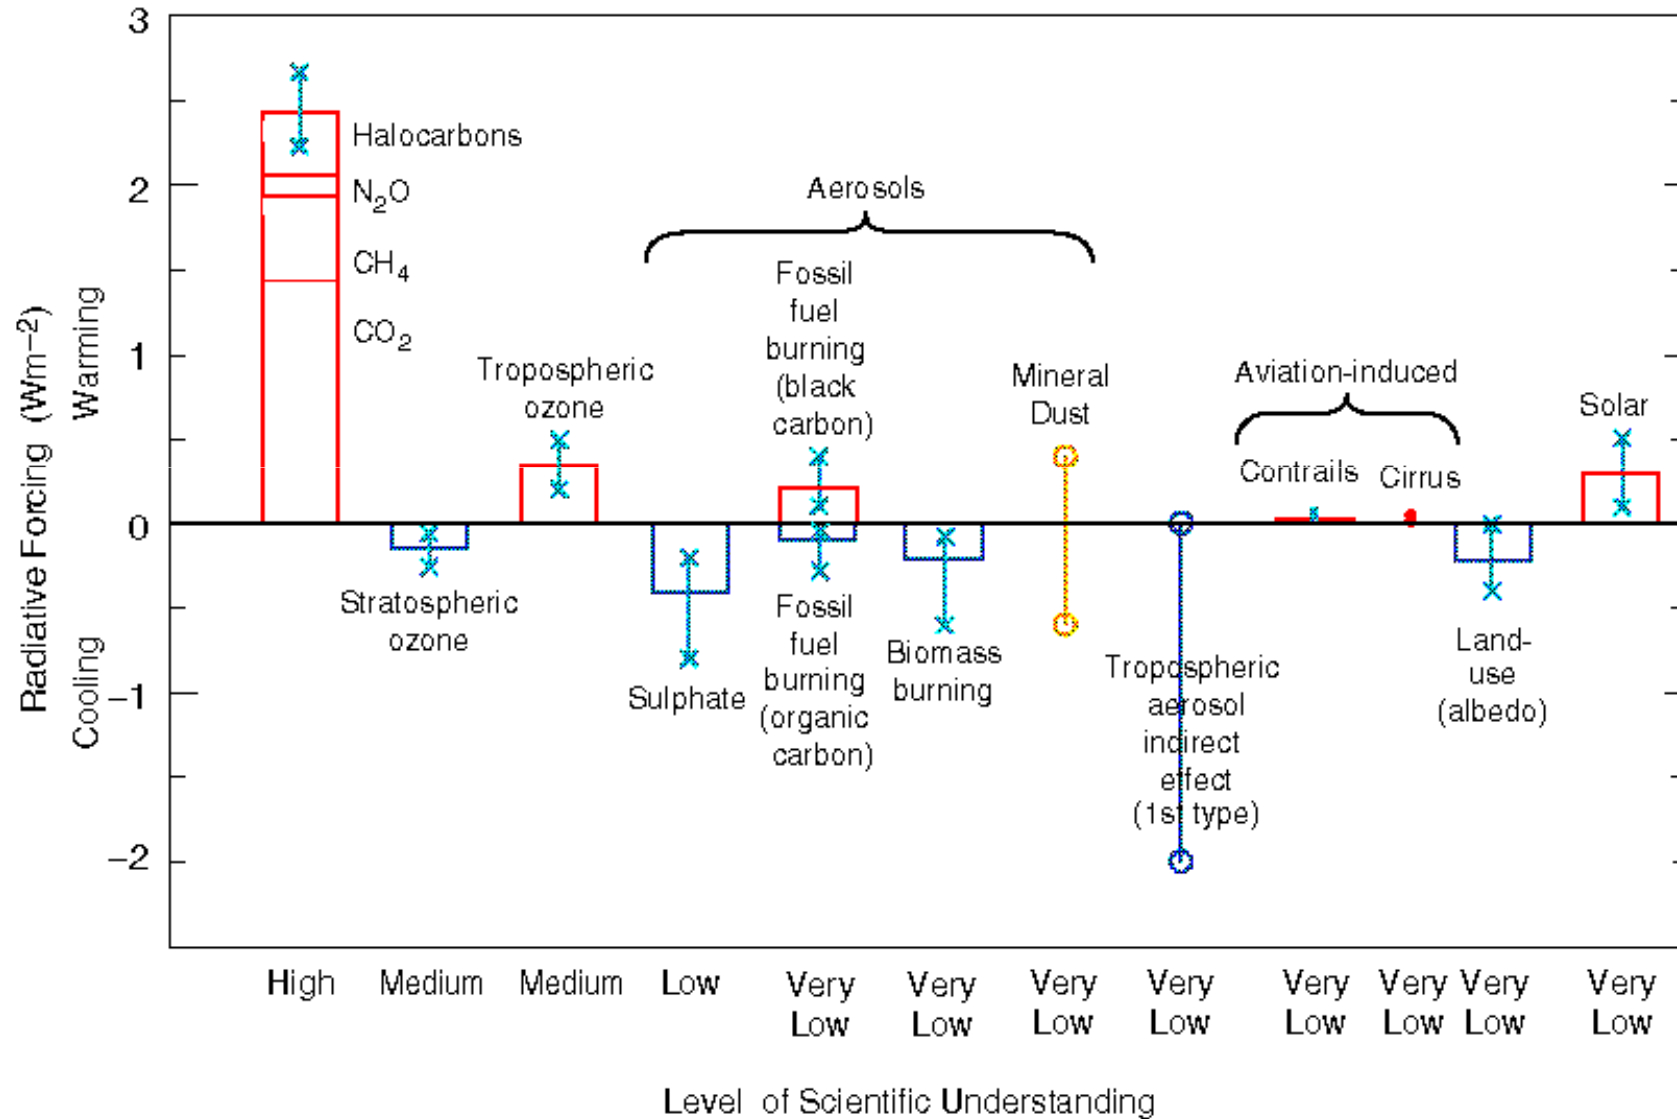 3
2
1
0
−1
−2
Radiative Forcing (Wm−2)
Warming
Cooling
Halocarbons
N₂O
CH₄
CO₂
Stratospheric
ozone
Tropospheric
ozone
Aerosols
Sulphate
Fossil
fuel
burning
(black
carbon)
Fossil
fuel
burning
(organic
carbon)
Biomass
burning
Mineral
Dust
Tropospheric
aerosol
indirect
effect
(1st type)
Aviation-induced
Contrails
Cirrus
Land-
use
(albedo)
Solar
High
Medium
Medium
Low
Very
Low
Very
Low
Very
Low
Very
Low
Very
Low
Very
Low
Very
Low
Very
Low
Level of Scientific Understanding